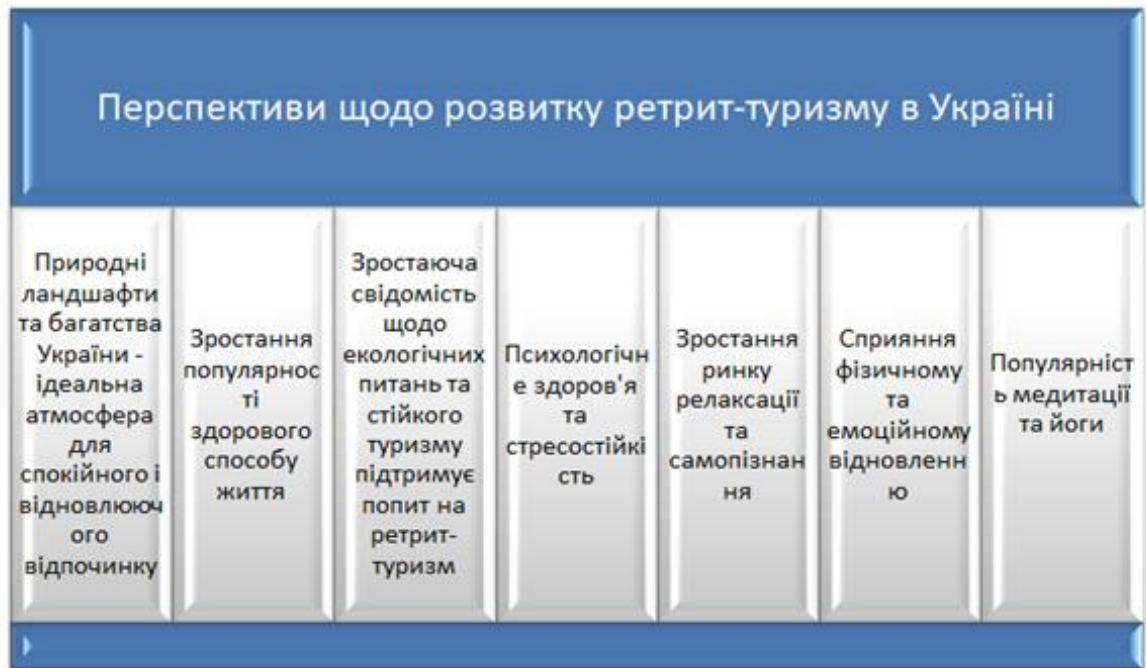 Перспективи щодо розвитку ретрит-туризму в Україні
Природні
ландшафти
та багатства
України -
ідеальна
атмосфера
для
спокійного і
відновлююч
ого
відпочинку
Зростання
популярнос
ті
здорового
способу
життя
Зростаюча
свідомість
щодо
екологічних
питань та
стійкого
туризму
підтримує
попит на
ретрит-
туризм
Психологічн
е здоров'я
та
стресостійкі
сть
Зростання
ринку
релаксації
та
самопізнан
ня
Сприяння
фізичному
та
емоційному
відновленн
ю
Популярніст
ь медитації
та йоги